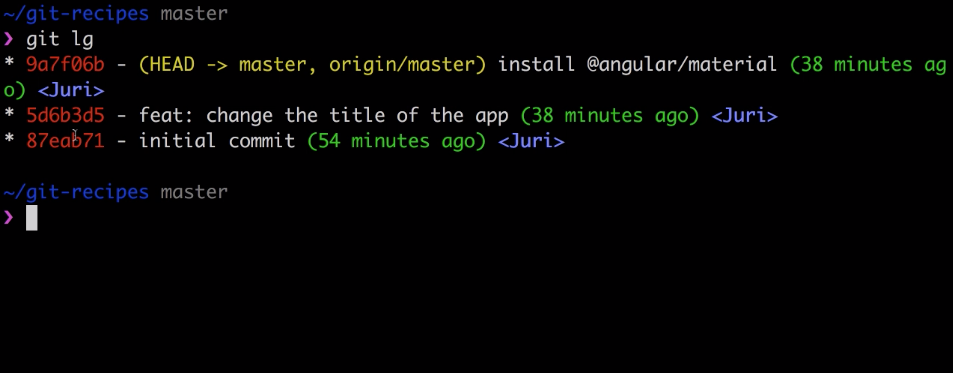 ~/git-recipes master
❯ git lg
* 9a7f06b - (HEAD -> master, origin/master) install @angular/material (38 minutes ag
o) <Juri>
* 5d6b3d5 - feat: change the title of the app (38 minutes ago) <Juri>
* 87eab71 - initial commit (54 minutes ago) <Juri>
~/git-recipes master
❯